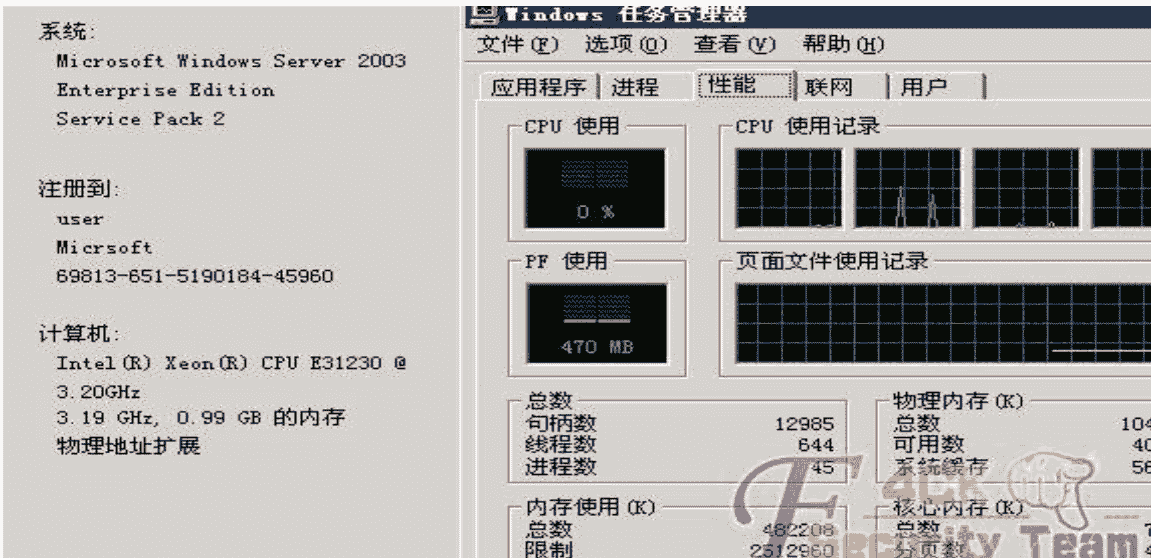 系统:
Microsoft Windows Server 2003
Enterprise Edition
Service Pack 2
注册到:
user
Micrsoft
69813-651-5190184-45960
计算机:
Intel(R) Xeon(R) CPU E31230 @
3.20GHz
3.19 GHz, 0.99 GB 的内存
物理地址扩展
Windows 任务管理器
文件(F) 选项(O) 查看(V) 帮助(H)
应用程序 进程 性能 联网 用户
CPU 使用
0 %
CPU 使用记录
PF 使用
470 MB
页面文件使用记录
总数
句柄数 12985
线程数 644
进程数 45
物理内存(K)
总数 104
可用数 40
系统缓存 56
内存使用(K)
总数 482208
限制 2512960
核心内存(K)
总数 7
分页数
Security Team